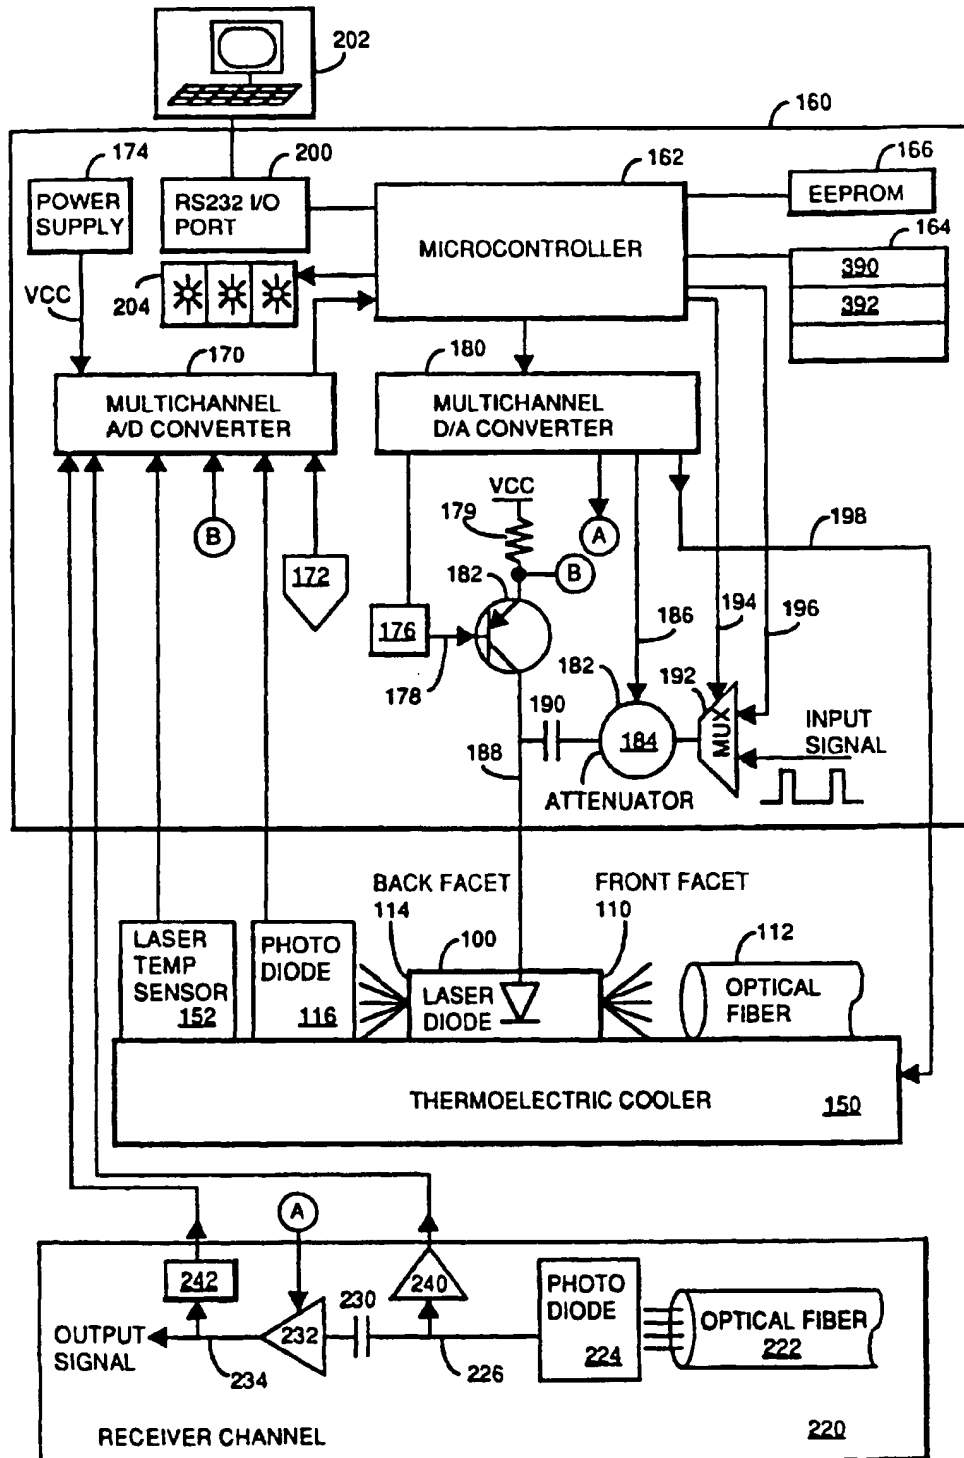 202
160
174
200
162
166
POWER
SUPPLY
RS232 I/O
PORT
MICROCONTROLLER
EEPROM
164
390
392
204
VCC
170
180
MULTICHANNEL
A/D CONVERTER
MULTICHANNEL
D/A CONVERTER
VCC
179
198
B
A
172
182
B
176
178
186
194
196
182
192
190
184
MUX
INPUT
SIGNAL
188
ATTENUATOR
BACK FACET
114
FRONT FACET
110
100
112
LASER
TEMP
SENSOR
152
PHOTO
DIODE
116
LASER
DIODE
OPTICAL
FIBER
THERMOELECTRIC COOLER
150
A
242
240
230
PHOTO
DIODE
224
OPTICAL FIBER
222
OUTPUT
SIGNAL
232
234
226
RECEIVER CHANNEL
220